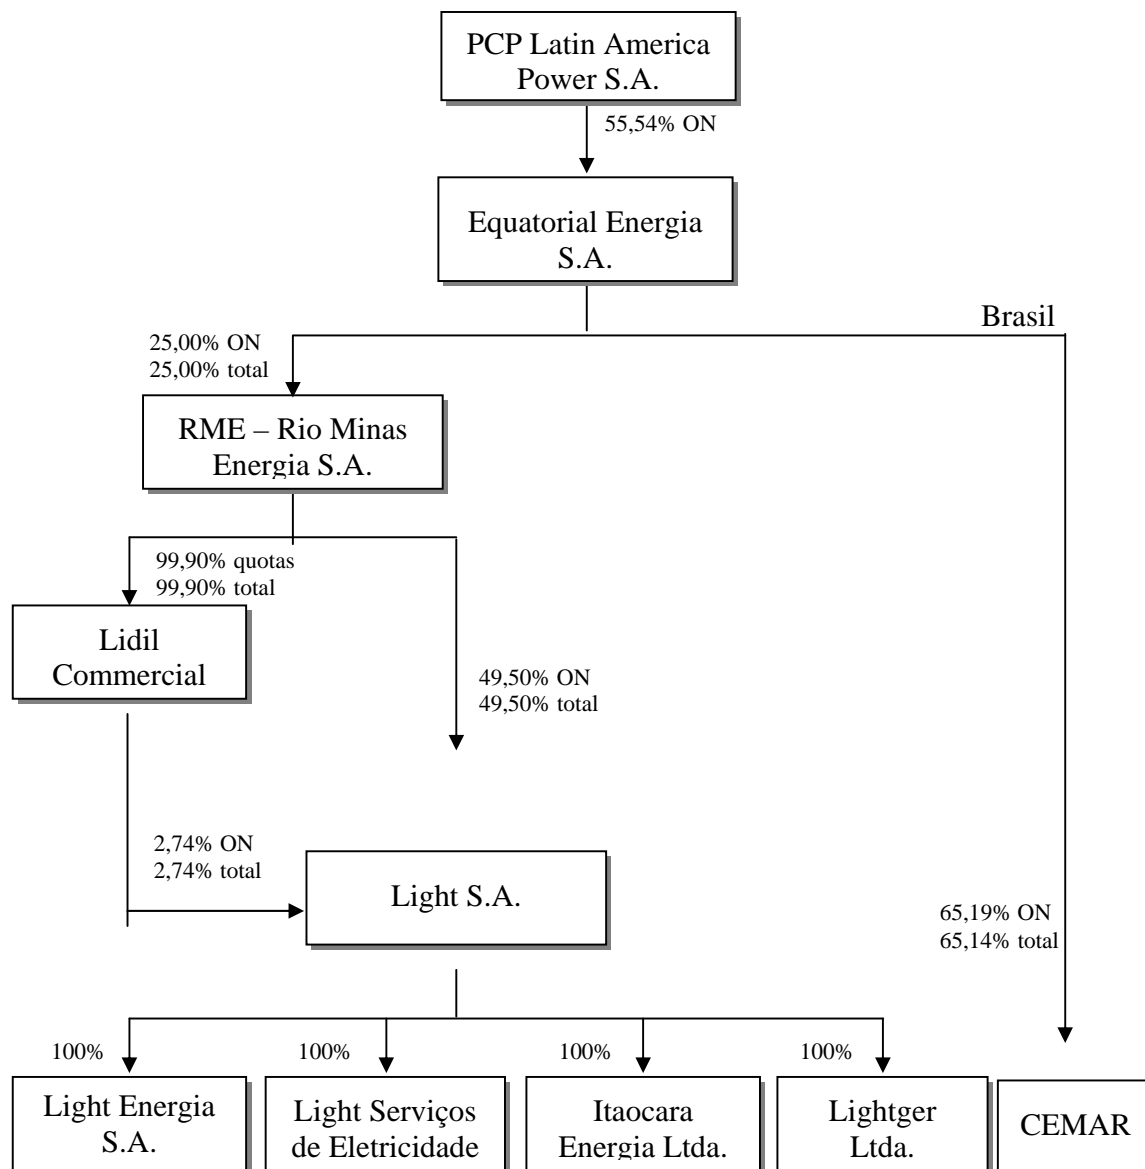 PCP Latin America
Power S.A.
55,54% ON
Equatorial Energia
S.A.
Brasil
25,00% ON
25,00% total
RME – Rio Minas
Energia S.A.
99,90% quotas
99,90% total
Lidil
Commercial
49,50% ON
49,50% total
2,74% ON
2,74% total
Light S.A.
65,19% ON
65,14% total
100%
100%
100%
100%
Light Energia
S.A.
Light Serviços
de Eletricidade
Itaocara
Energia Ltda.
Lightger
Ltda.
CEMAR